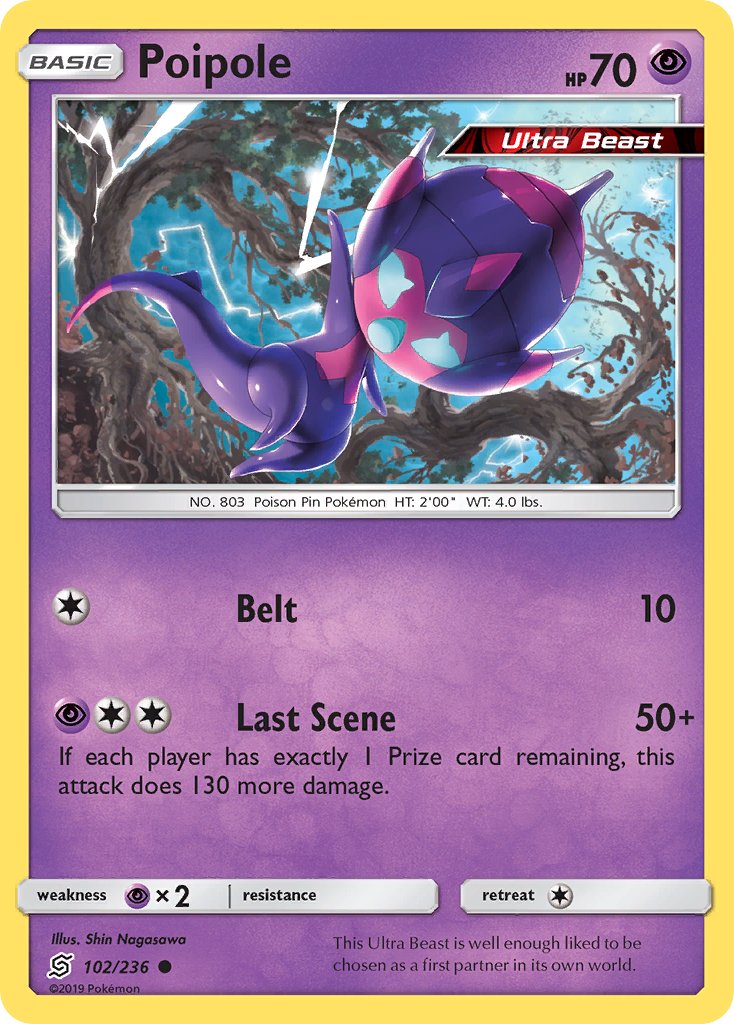 BASIC Poipole HP70
Ultra Beast
NO. 803 Poison Pin Pokémon HT: 2'00" WT: 4.0 lbs.
Belt 10
Last Scene 50+
If each player has exactly 1 Prize card remaining, this
attack does 130 more damage.
weakness ×2 resistance retreat
Illus. Shin Nagasawa
102/236
©2019 Pokémon
This Ultra Beast is well enough liked to be
chosen as a first partner in its own world.